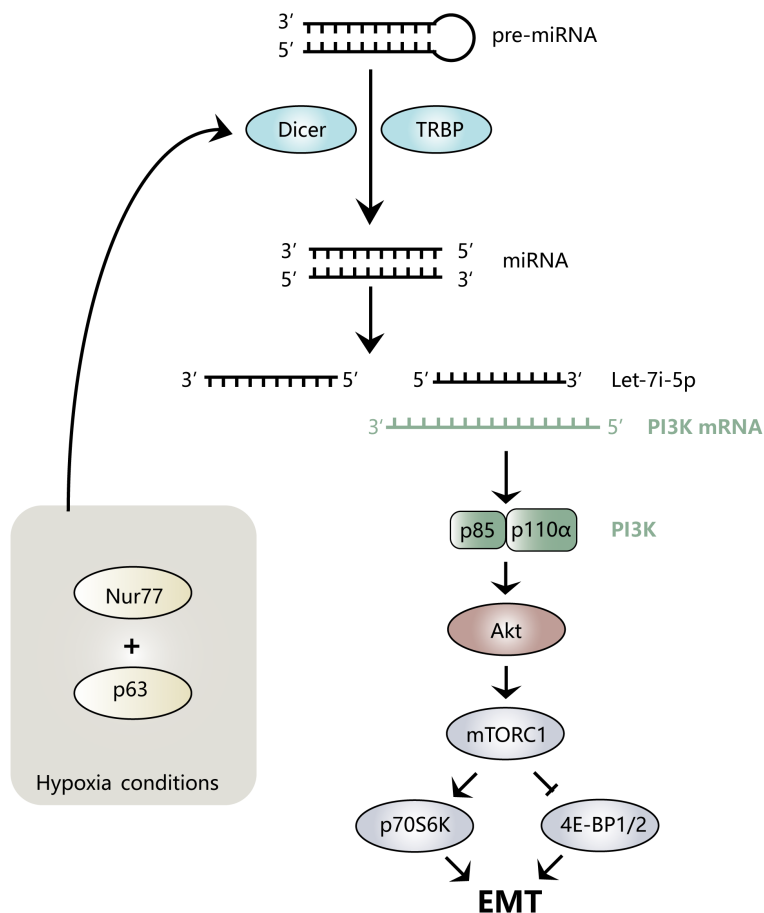 3′
pre-miRNA
5′
Dicer
TRBP
3′ 5′
miRNA
5′ 3′
3′ 5′ 5′ 3′ Let-7i-5p
3′ 5′ PI3K mRNA
p85 p110α PI3K
Nur77
+
p63
Hypoxia conditions
Akt
mTORC1
p70S6K 4E-BP1/2
EMT